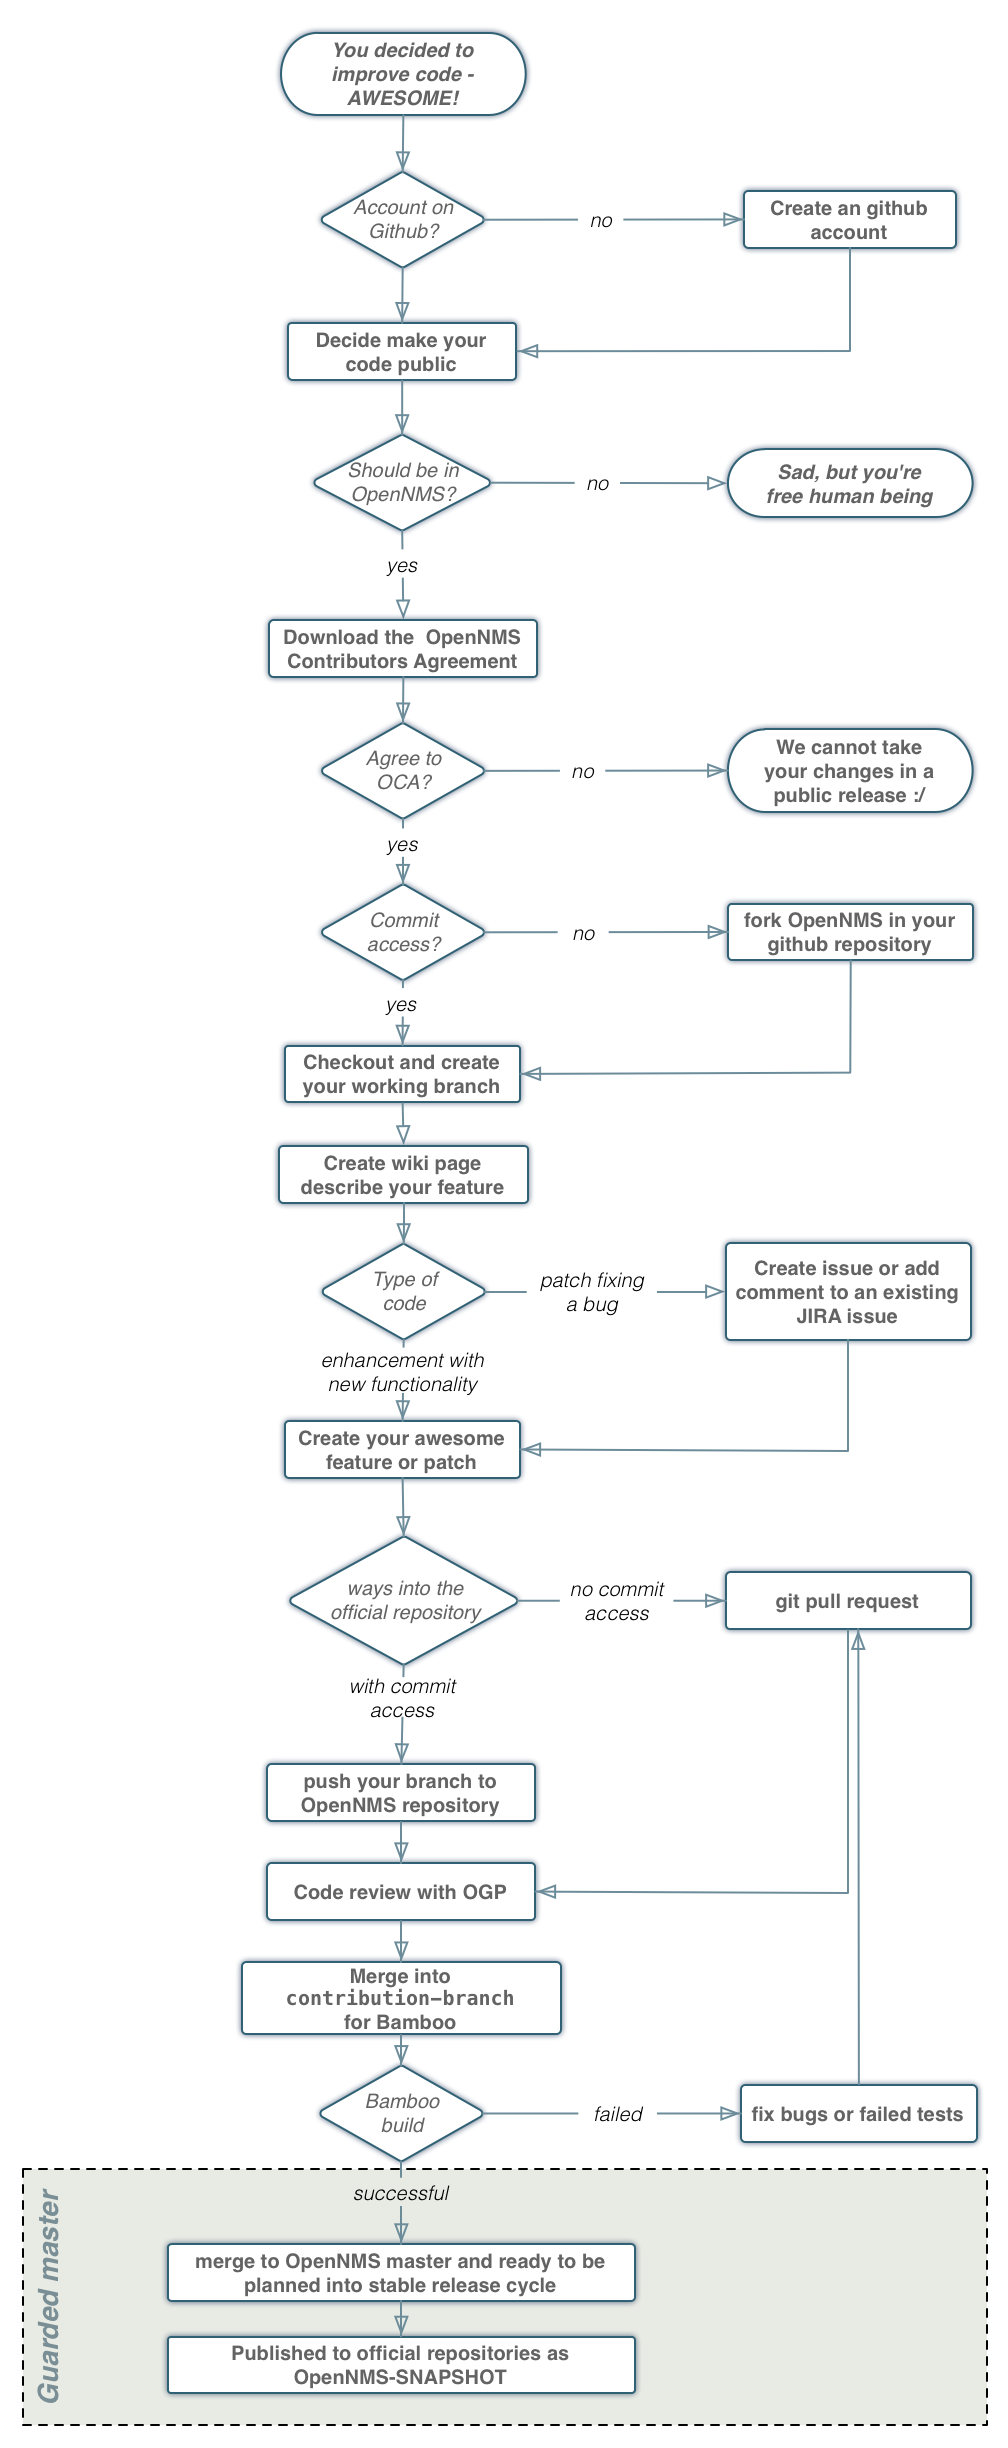 You decided to
improve code -
AWESOME!
Account on
Github?
no
Create an github
account
Decide make your
code public
Should be in
OpenNMS?
no
Sad, but you're
free human being
yes
Download the  OpenNMS
Contributors Agreement
Agree to
OCA?
no
We cannot take
your changes in a
public release :/
yes
Commit
access?
no
fork OpenNMS in your
github repository
yes
Checkout and create
your working branch
Create wiki page
describe your feature
Type of
code
patch fixing
a bug
Create issue or add
comment to an existing
JIRA issue
enhancement with
new functionality
Create your awesome
feature or patch
ways into the
official repository
no commit
access
git pull request
with commit
access
push your branch to
OpenNMS repository
Code review with OGP
Merge into
contribution-branch
for Bamboo
Bamboo
build
failed
fix bugs or failed tests
Guarded master
successful
merge to OpenNMS master and ready to be
planned into stable release cycle
Published to official repositories as
OpenNMS-SNAPSHOT